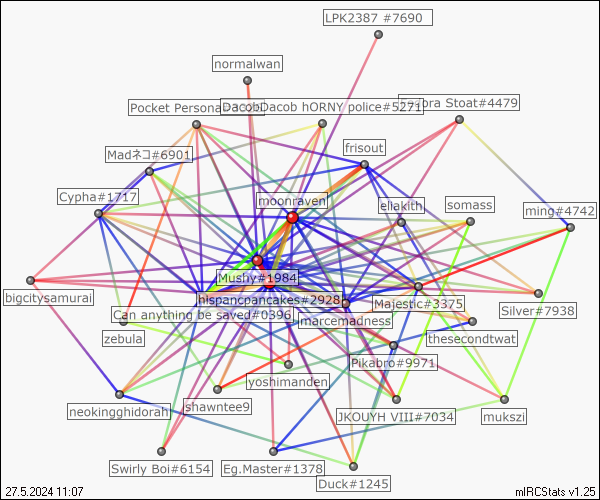 LPK2387 #7690
normalwan
Pocket Persona
Dacob hORNY police#5271
Stoat#4479
frisout
Madネコ#6901
Cypha#1717
moonraven
eliakith
somass
ming#4742
Mushy#1984
bigcitysamurai
hispancpancakes#2928
Majestic#3375
Silver#7938
Can anything be saved#0396
marcemadness
zebula
thesecondtwat
Pikabro#9971
yoshimanden
neokingghidorah
shawntee9
JKOUYH VIII#7034
mukszi
Swirly Boi#6154
Eg.Master#1378
Duck#1245
27.5.2024 11:07
mIRCStats v1.25